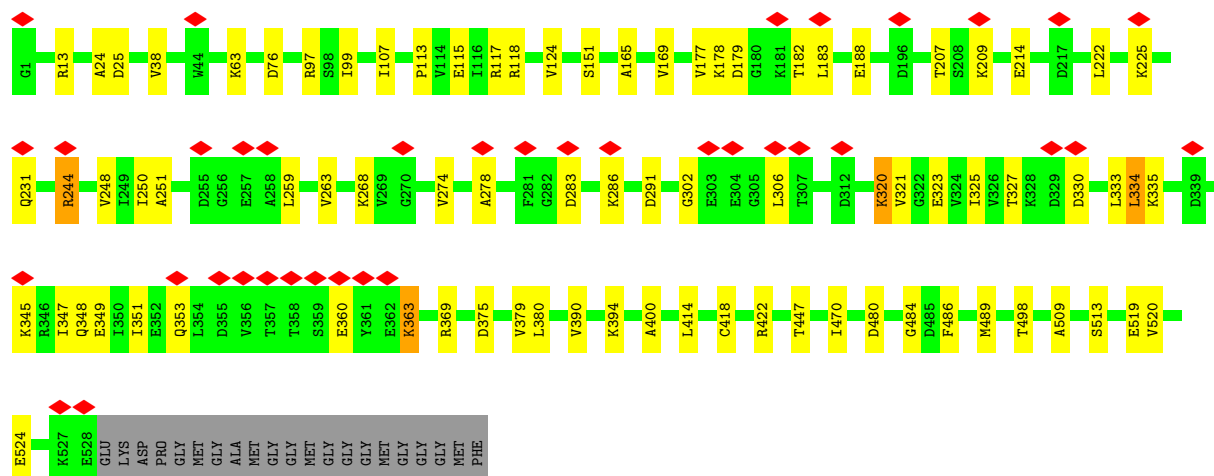 G1 R13 A24 D25 V38 W44 K63 D76 R97 S98 I99 I107 P113 V114 E115 I116 R117 R118 V124 S151 A165 V169 V177 K178 D179 G180 K181 T182 L183 E188 D196 T207 S208 K209 E214 D217 L222 K225
Q231 R244 V248 I249 I250 A251 D255 G256 E257 A258 L259 V263 K268 V269 G270 V274 A278 F281 G282 D283 K286 D291 G302 E303 E304 G305 L306 T307 D312 K320 V321 G322 E323 V324 I325 V326 T327 K328 D329 D330 L333 L334 K335 D339
K345 R346 I347 Q348 E349 I350 I351 E352 Q353 L354 D355 V356 T357 T358 S359 E360 Y361 E362 K363 R369 D375 V379 L380 V390 K394 A400 L414 C418 R422 T447 I470 D480 G484 D485 F486 M489 T498 A509 S513 E519 V520
E524 K527 E528 GLU LYS ASP PRO GLY MET GLY ALA MET GLY GLY MET GLY GLY GLY MET GLY GLY GLY MET PHE